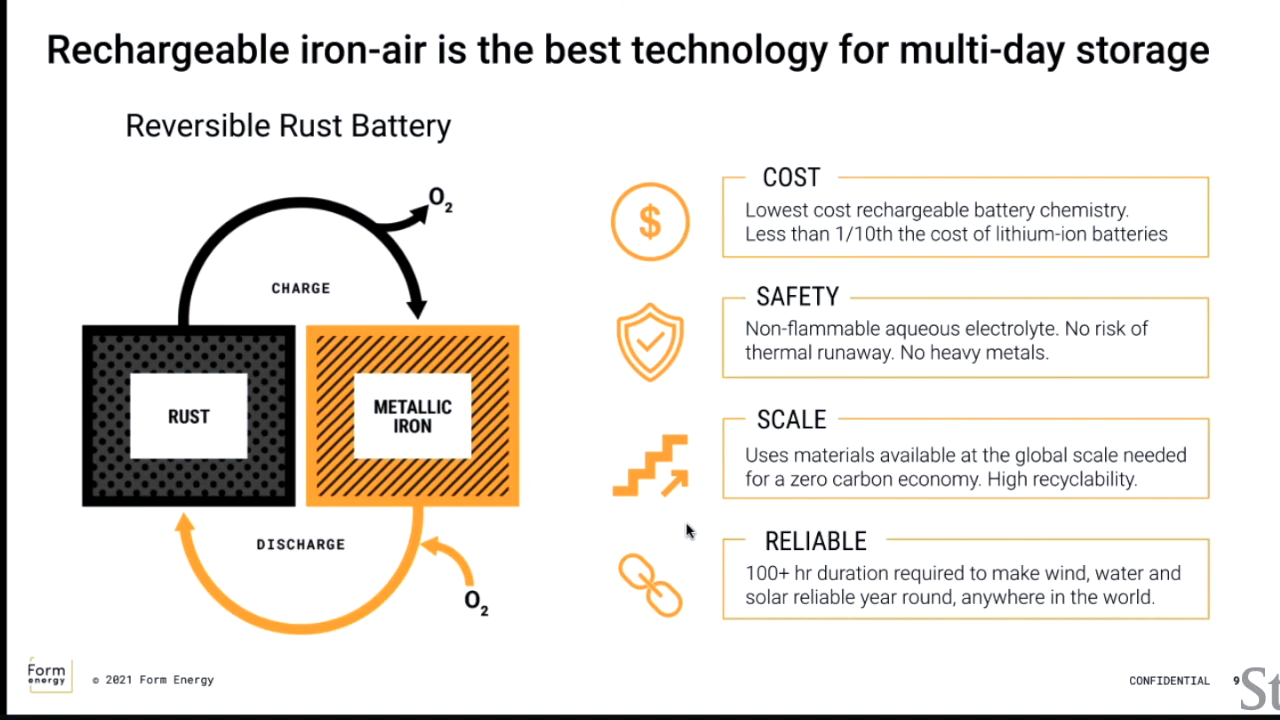 Rechargeable iron-air is the best technology for multi-day storage
Reversible Rust Battery
O2
CHARGE
RUST
METALLIC
IRON
DISCHARGE
O2
$
COST
Lowest cost rechargeable battery chemistry.
Less than 1/10th the cost of lithium-ion batteries
SAFETY
Non-flammable aqueous electrolyte. No risk of
thermal runaway. No heavy metals.
SCALE
Uses materials available at the global scale needed
for a zero carbon economy. High recyclability.
RELIABLE
100+ hr duration required to make wind, water and
solar reliable year round, anywhere in the world.
Form
energy
© 2021 Form Energy
CONFIDENTIAL 9
St